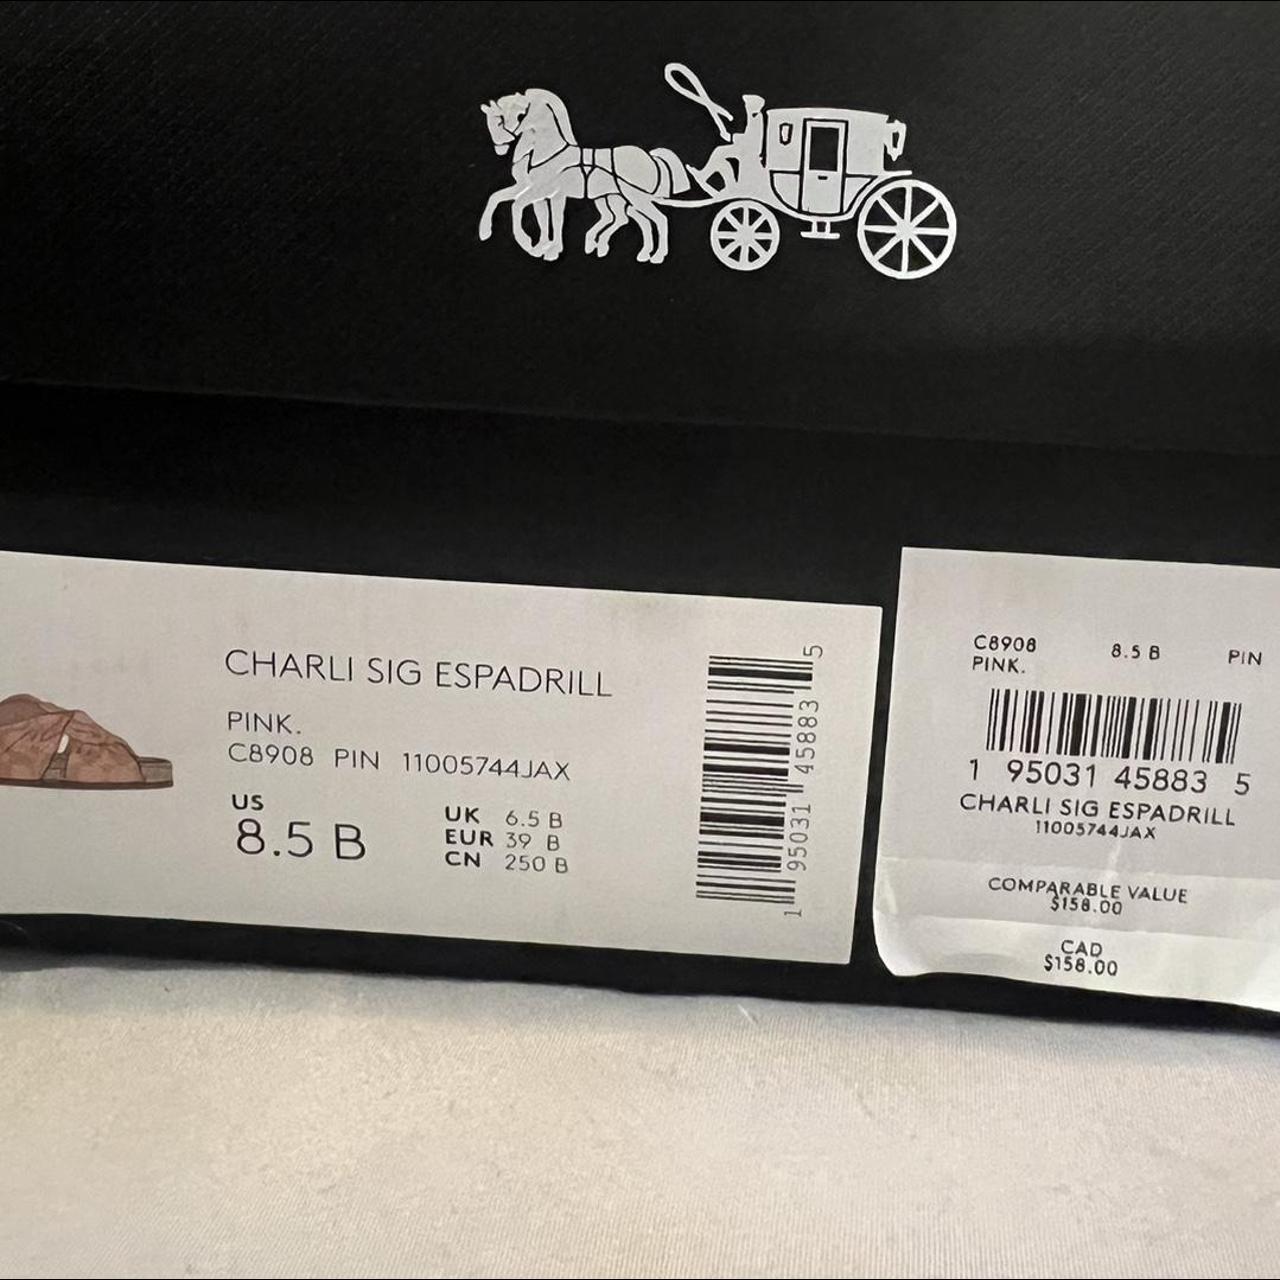 CHARLI SIG ESPADRILL
PINK.
C8908 PIN 11005744JAX
US
8.5 B
UK 6.5 B
EUR 39 B
CN 250 B
1 95031 45883 5
C8908 8.5 B PIN
PINK.
1 95031 45883 5
CHARLI SIG ESPADRILL
11005744JAX
COMPARABLE VALUE
$158.00
CAD
$158.00